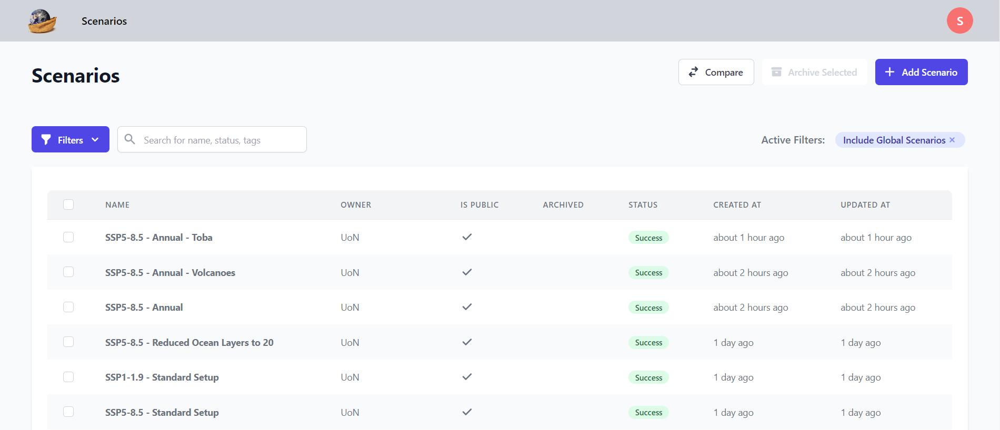 Scenarios
S
Scenarios
Compare
Archive Selected
Add Scenario
Filters
Search for name, status, tags
Active Filters:
Include Global Scenarios ×
NAME OWNER IS PUBLIC ARCHIVED STATUS CREATED AT UPDATED AT
SSP5-8.5 - Annual - Toba UoN Success about 1 hour ago about 1 hour ago
SSP5-8.5 - Annual - Volcanoes UoN Success about 2 hours ago about 2 hours ago
SSP5-8.5 - Annual UoN Success about 2 hours ago about 2 hours ago
SSP5-8.5 - Reduced Ocean Layers to 20 UoN Success 1 day ago 1 day ago
SSP1-1.9 - Standard Setup UoN Success 1 day ago 1 day ago
SSP5-8.5 - Standard Setup UoN Success 1 day ago 1 day ago